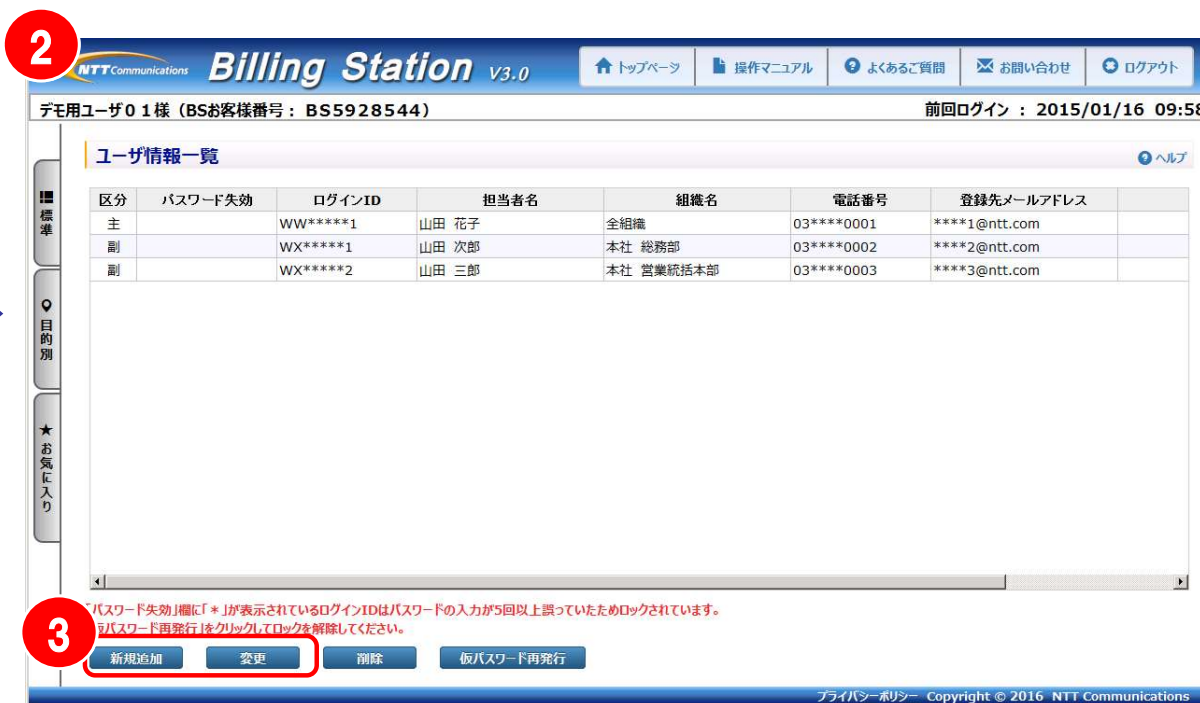 2
NTT Communications Billing Station V3.0 トップページ 操作マニュアル よくあるご質問 お問い合わせ ログアウト
デモ用ユーザ01様（BSお客様番号： BS5928544） 前回ログイン ： 2015/01/16 09:58
ユーザ情報一覧 ヘルプ
標準
目的別
お気に入り
区分 パスワード失効 ログインID 担当者名 組織名 電話番号 登録先メールアドレス
主 WW*****1 山田 花子 全組織 03****0001 ****1@ntt.com
副 WX*****1 山田 次郎 本社 総務部 03****0002 ****2@ntt.com
副 WX*****2 山田 三郎 本社 営業統括本部 03****0003 ****3@ntt.com
「パスワード失効」欄に「＊」が表示されているログインIDはパスワードの入力が5回以上誤っていたためロックされています。
仮パスワード再発行」をクリックしてロックを解除してください。
3
新規追加 変更 削除 仮パスワード再発行
プライバシーポリシー Copyright © 2016 NTT Communications